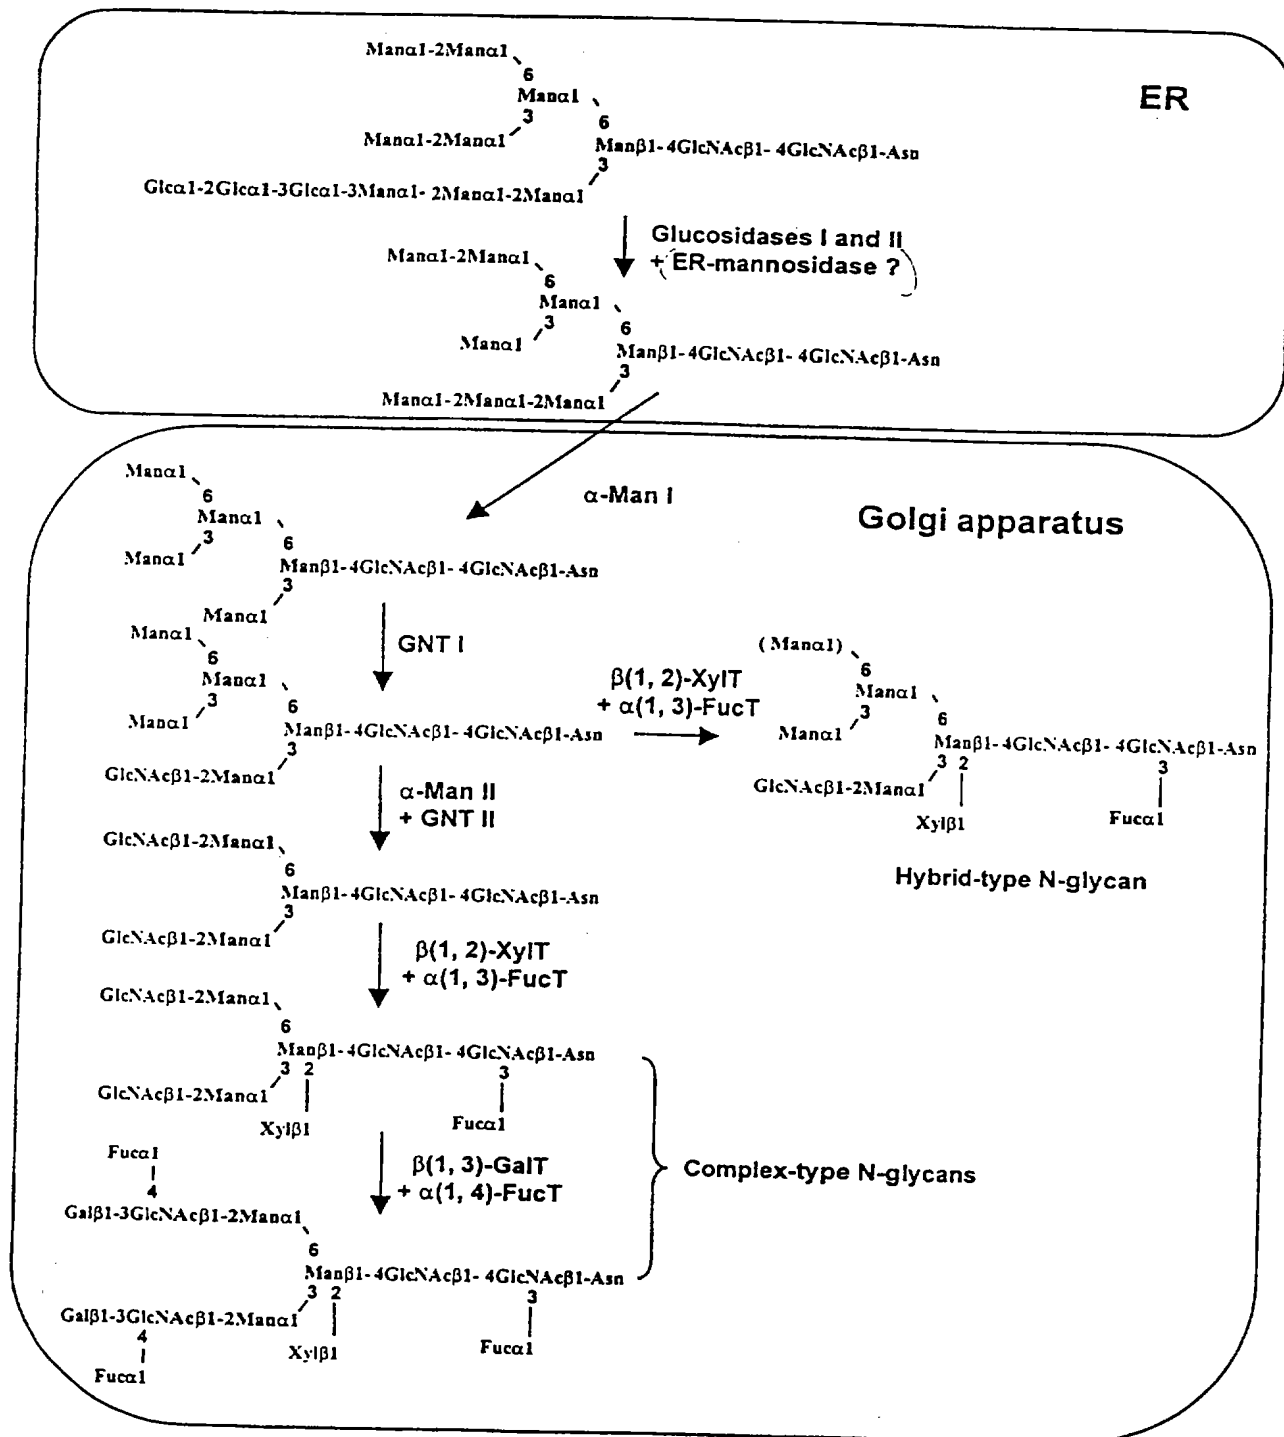 Manα1-2Manα1
6
ER
Manα1
3
6
Manα1-2Manα1
Manβ1- 4GlcNAcβ1- 4GlcNAcβ1-Asn
3
Glcα1-2Glcα1-3Glcα1-3Manα1- 2Manα1-2Manα1
Glucosidases I and II
+ (ER-mannosidase ?)
Manα1-2Manα1
6
Manα1
3
6
Manα1
Manβ1- 4GlcNAcβ1- 4GlcNAcβ1-Asn
3
Manα1- 2Manα1-2Manα1
α-Man I
Golgi apparatus
Manα1
6
Manα1
3
6
Manα1
Manβ1- 4GlcNAcβ1- 4GlcNAcβ1-Asn
3
Manα1
GNT I
Manα1
6
Manα1
3
6
Manα1
Manβ1- 4GlcNAcβ1- 4GlcNAcβ1-Asn
3
GlcNAcβ1-2Manα1
β(1, 2)-XylT
+ α(1, 3)-FucT
( Manα1)
6
Manα1
3
6
Manα1
Manβ1- 4GlcNAcβ1- 4GlcNAcβ1-Asn
3 2
3
GlcNAcβ1-2Manα1
Xylβ1
Fucα1
Hybrid-type N-glycan
α-Man II
+ GNT II
GlcNAcβ1-2Manα1
6
Manβ1- 4GlcNAcβ1- 4GlcNAcβ1-Asn
3
GlcNAcβ1-2Manα1
β(1, 2)-XylT
+ α(1, 3)-FucT
GlcNAcβ1-2Manα1
6
Manβ1- 4GlcNAcβ1- 4GlcNAcβ1-Asn
3 2
3
GlcNAcβ1-2Manα1
Xylβ1
Fucα1
β(1, 3)-GalT
+ α(1, 4)-FucT
Complex-type N-glycans
Fucα1
4
Galβ1-3GlcNAcβ1-2Manα1
6
Manβ1- 4GlcNAcβ1- 4GlcNAcβ1-Asn
3 2
3
Galβ1-3GlcNAcβ1-2Manα1
4
Xylβ1
Fucα1
Fucα1